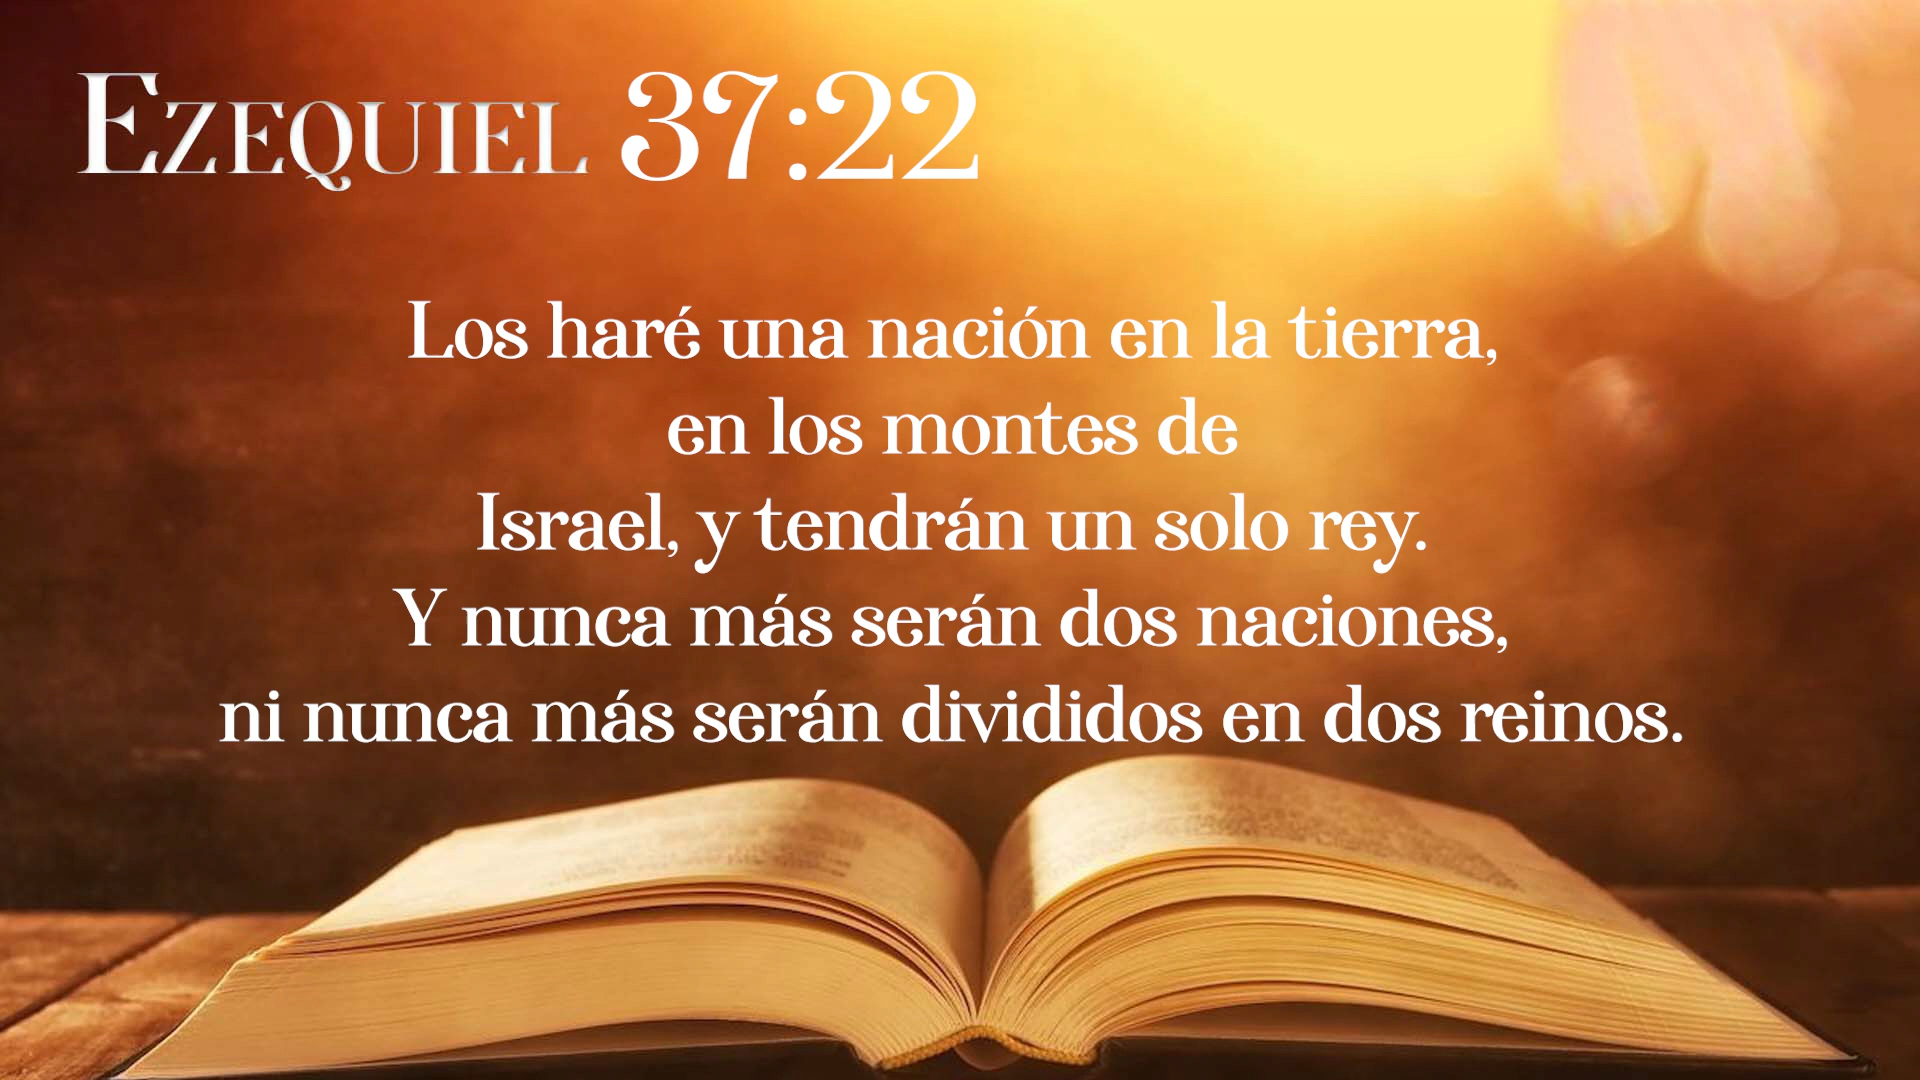 Ezequiel 37:22
Los haré una nación en la tierra,
en los montes de
Israel, y tendrán un solo rey.
Y nunca más serán dos naciones,
ni nunca más serán divididos en dos reinos.